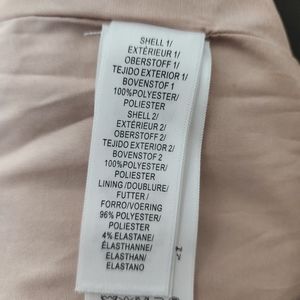 SHELL 1/
EXTÉRIEUR 1/
OBERSTOFF 1/
TEJIDO EXTERIOR 1/
BOVENSTOF 1
100%POLYESTER/
POLIESTER
SHELL 2/
EXTÉRIEUR 2/
OBERSTOFF 2/
TEJIDO EXTERIOR 2/
BOVENSTOF 2
100%POLYESTER/
POLIESTER
LINING/DOUBLURE/
FUTTER /
FORRO/VOERING
96% POLYESTER/
POLIESTER
4% ELASTANE/
ÉLASTHANNE/
ELASTHAN/
ELASTANO